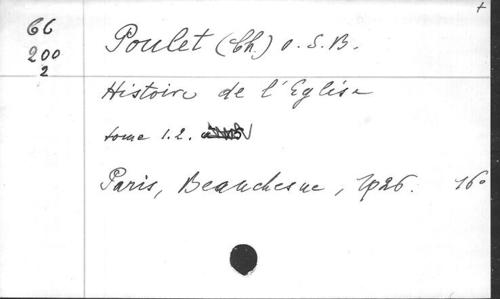 +
66
200
2
Poulet (Ch.) o.S.B.
Histoire de l'Eglise
tome 1.2.
Paris, Beauchesne, 1926. 16°